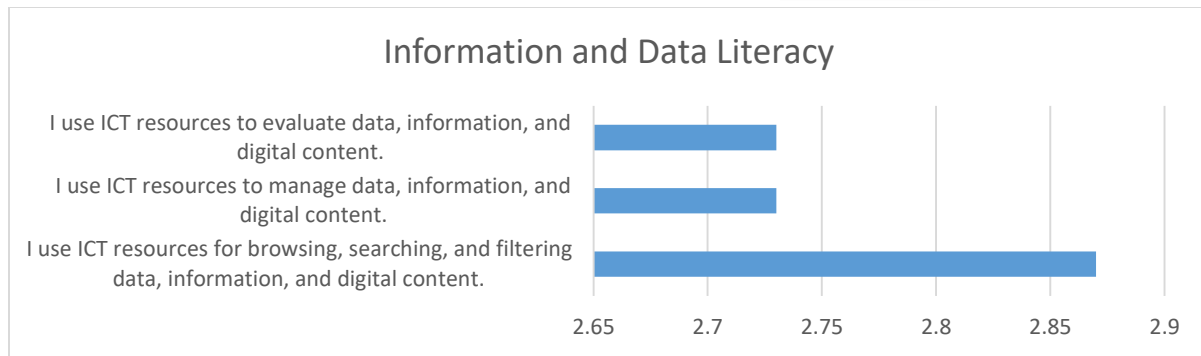 Information and Data Literacy
I use ICT resources to evaluate data, information, and
digital content.
I use ICT resources to manage data, information, and
digital content.
I use ICT resources for browsing, searching, and filtering
data, information, and digital content.
2.65 2.7 2.75 2.8 2.85 2.9